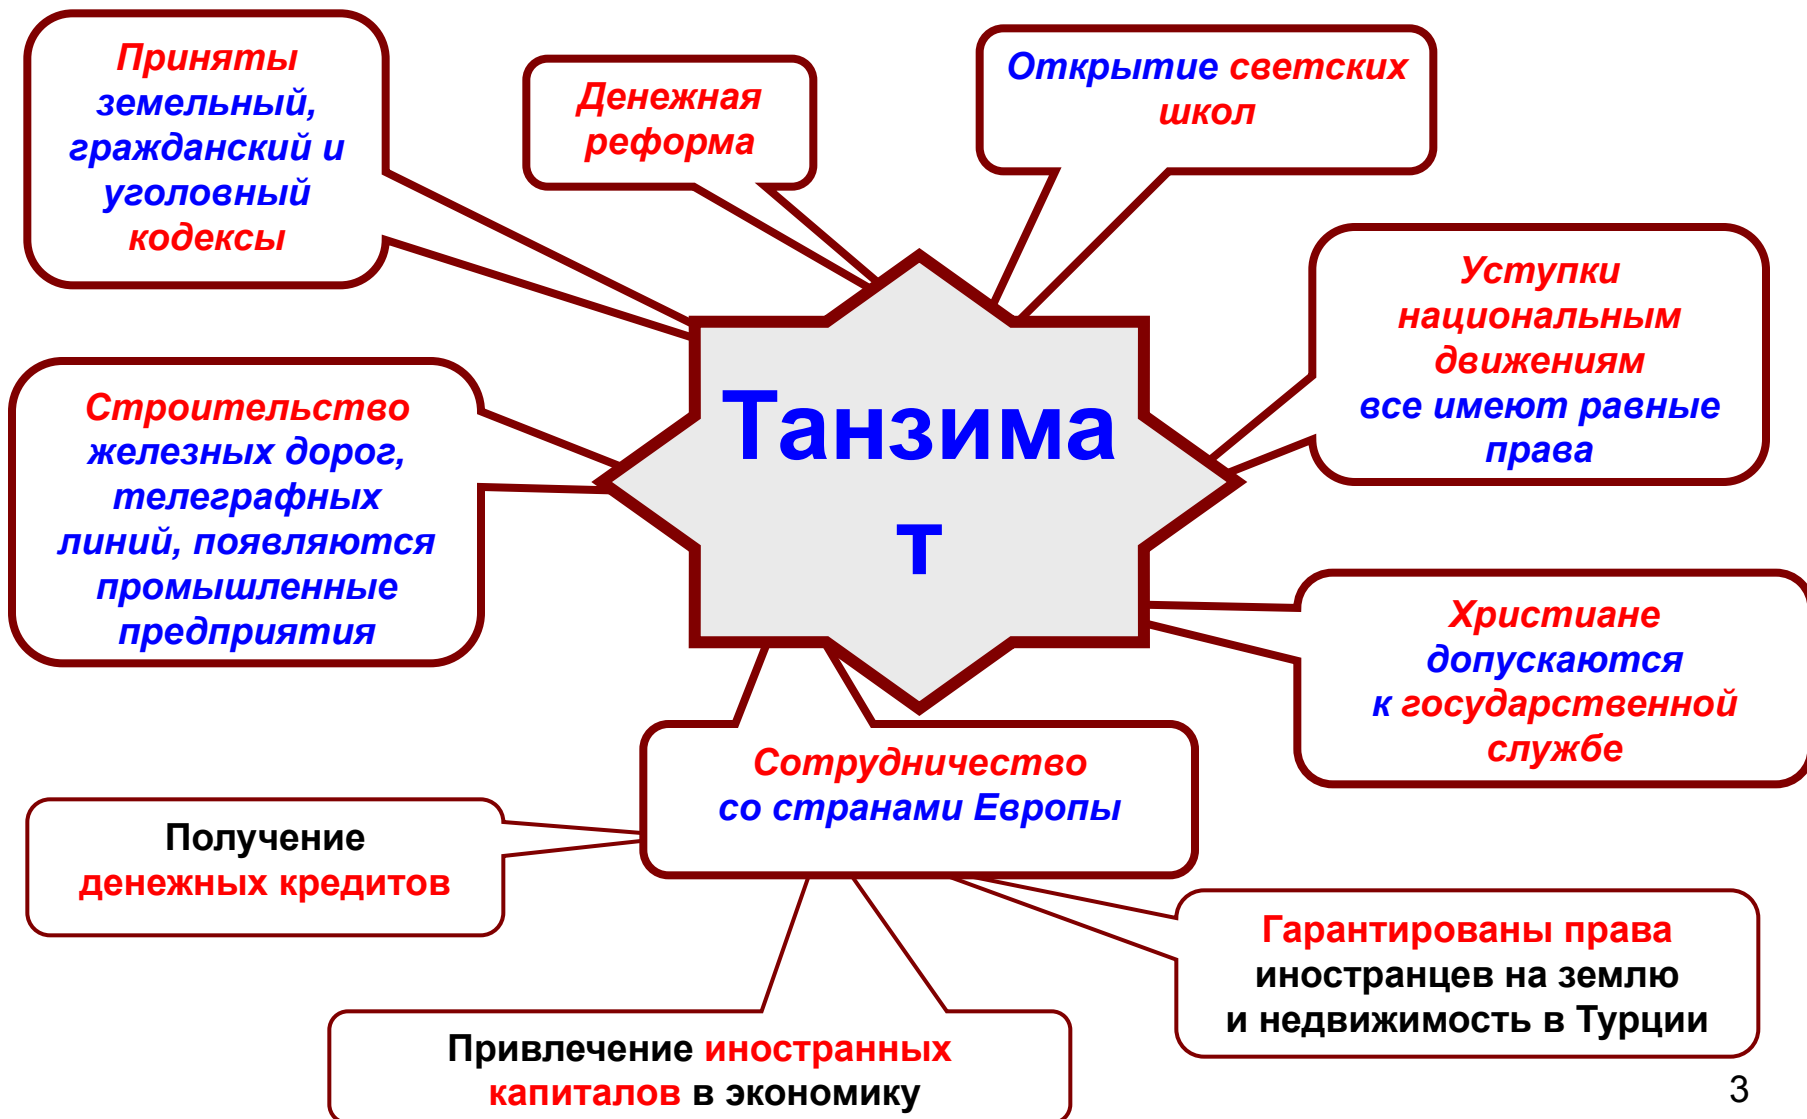 Приняты
земельный,
гражданский и
уголовный
кодексы
Денежная
реформа
Открытие светских
школ
Уступки
национальным
движениям
все имеют равные
права
Строительство
железных дорог,
телеграфных
линий, появляются
промышленные
предприятия
Танзима
т
Христиане
допускаются
к государственной
службе
Сотрудничество
со странами Европы
Получение
денежных кредитов
Гарантированы права
иностранцев на землю
и недвижимость в Турции
Привлечение иностранных
капиталов в экономику
3